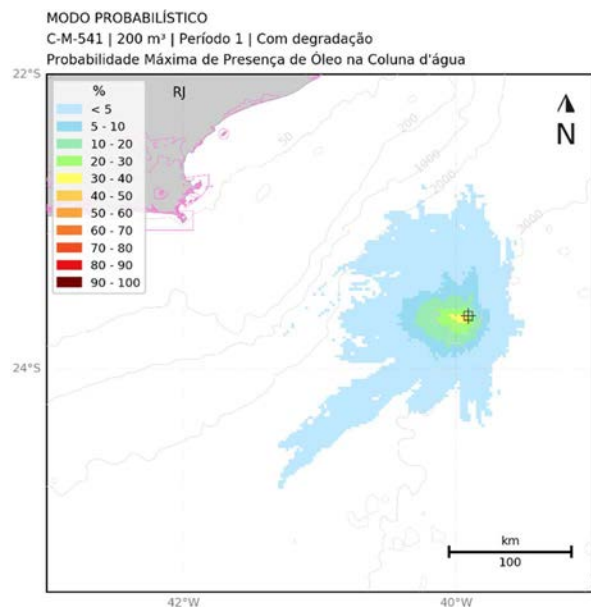 MODO PROBABILÍSTICO
C-M-541 | 200 m³ | Período 1 | Com degradação
Probabilidade Máxima de Presença de Óleo na Coluna d'água
22°S
%
RJ
< 5
5 - 10
10 - 20
20 - 30
30 - 40
40 - 50
50 - 60
60 - 70
70 - 80
80 - 90
90 - 100
50
200
1000
2000
3000
N
24°S
km
100
42°W
40°W